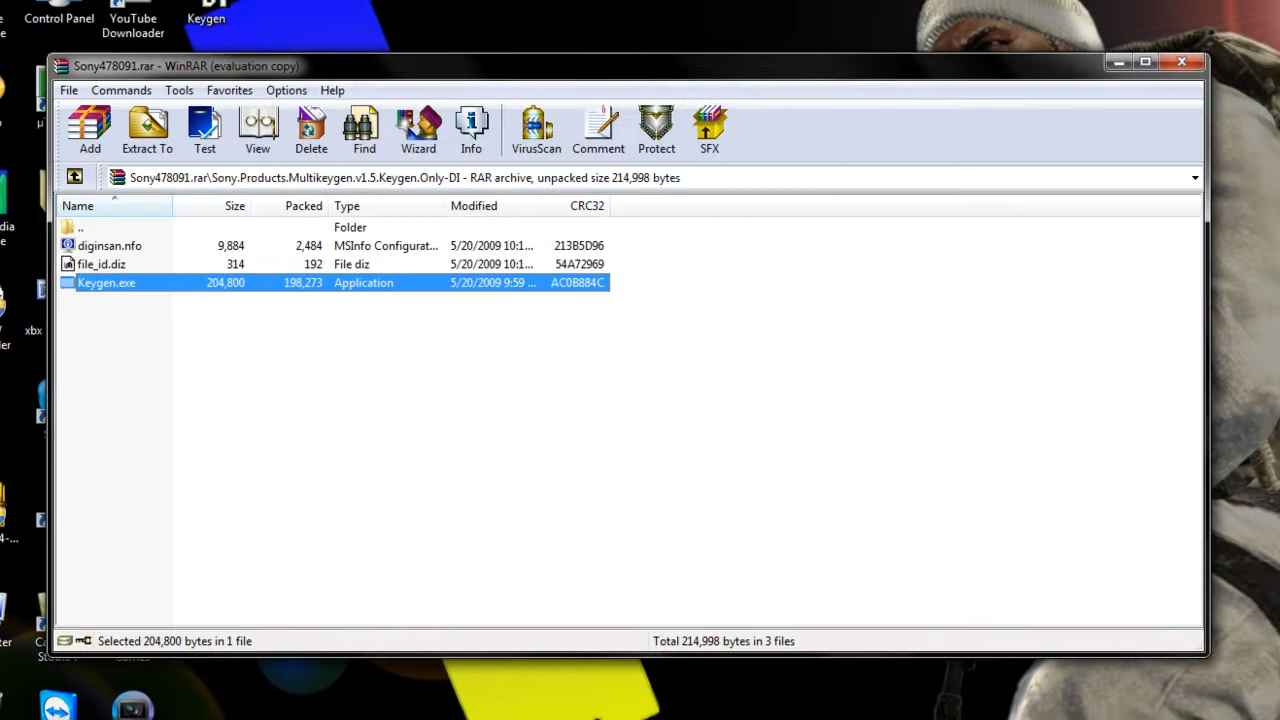 Control Panel
YouTube
Downloader
Keygen
Sony478091.rar - WinRAR (evaluation copy)
File Commands Tools Favorites Options Help
Add Extract To Test View Delete Find Wizard Info VirusScan Comment Protect SFX
Sony478091.rar\Sony.Products.Multikeygen.v1.5.Keygen.Only-DI - RAR archive, unpacked size 214,998 bytes
Name Size Packed Type Modified CRC32
.. Folder
diginsan.nfo 9,884 2,484 MSInfo Configurat... 5/20/2009 10:1... 213B5D96
file_id.diz 314 192 File diz 5/20/2009 10:1... 54A72969
Keygen.exe 204,800 198,273 Application 5/20/2009 9:59 ... AC0B884C
xbx
Selected 204,800 bytes in 1 file
Total 214,998 bytes in 3 files